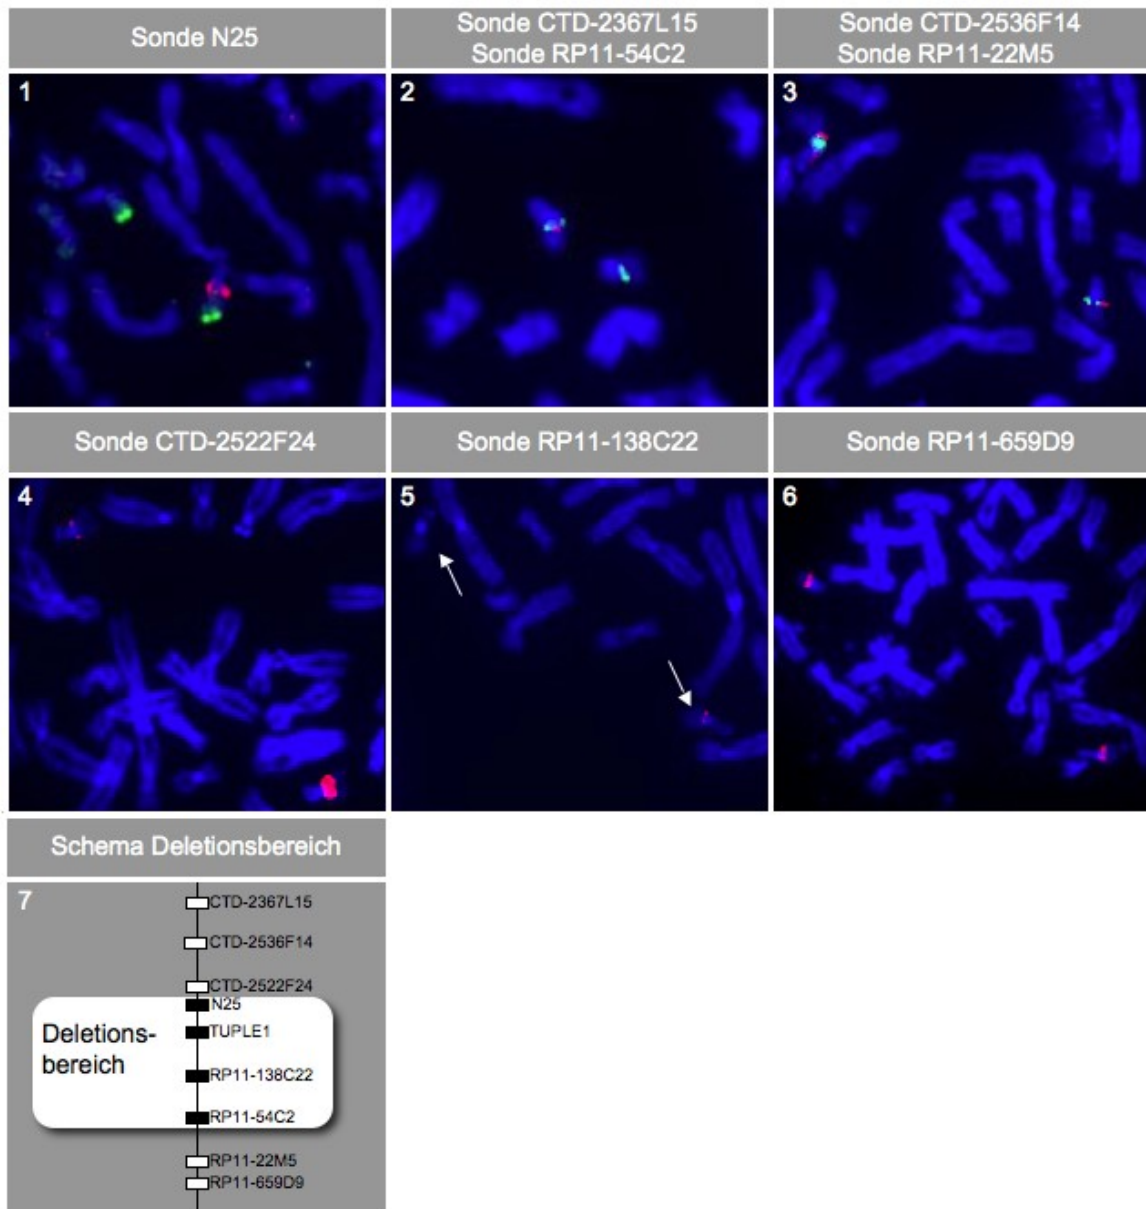 Sonde N25
Sonde CTD-2367L15
Sonde RP11-54C2
Sonde CTD-2536F14
Sonde RP11-22M5
1
2
3
Sonde CTD-2522F24
Sonde RP11-138C22
Sonde RP11-659D9
4
5
6
Schema Deletionsbereich
7
CTD-2367L15
CTD-2536F14
CTD-2522F24
N25
Deletions-
bereich
TUPLE1
RP11-138C22
RP11-54C2
RP11-22M5
RP11-659D9